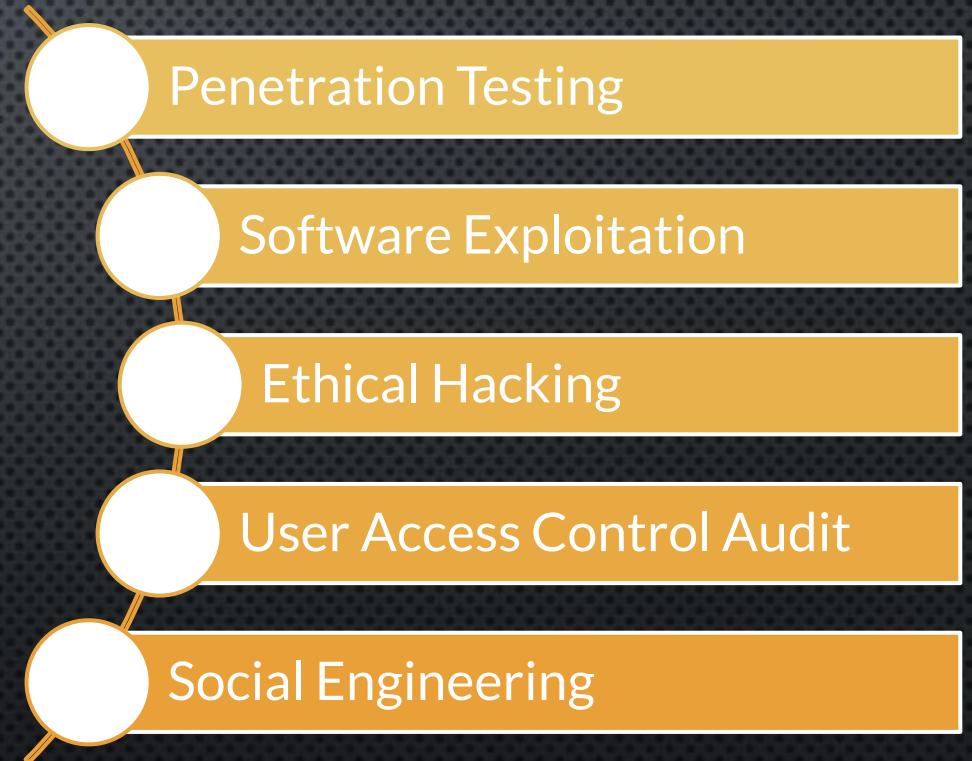 Penetration Testing
Software Exploitation
Ethical Hacking
User Access Control Audit
Social Engineering